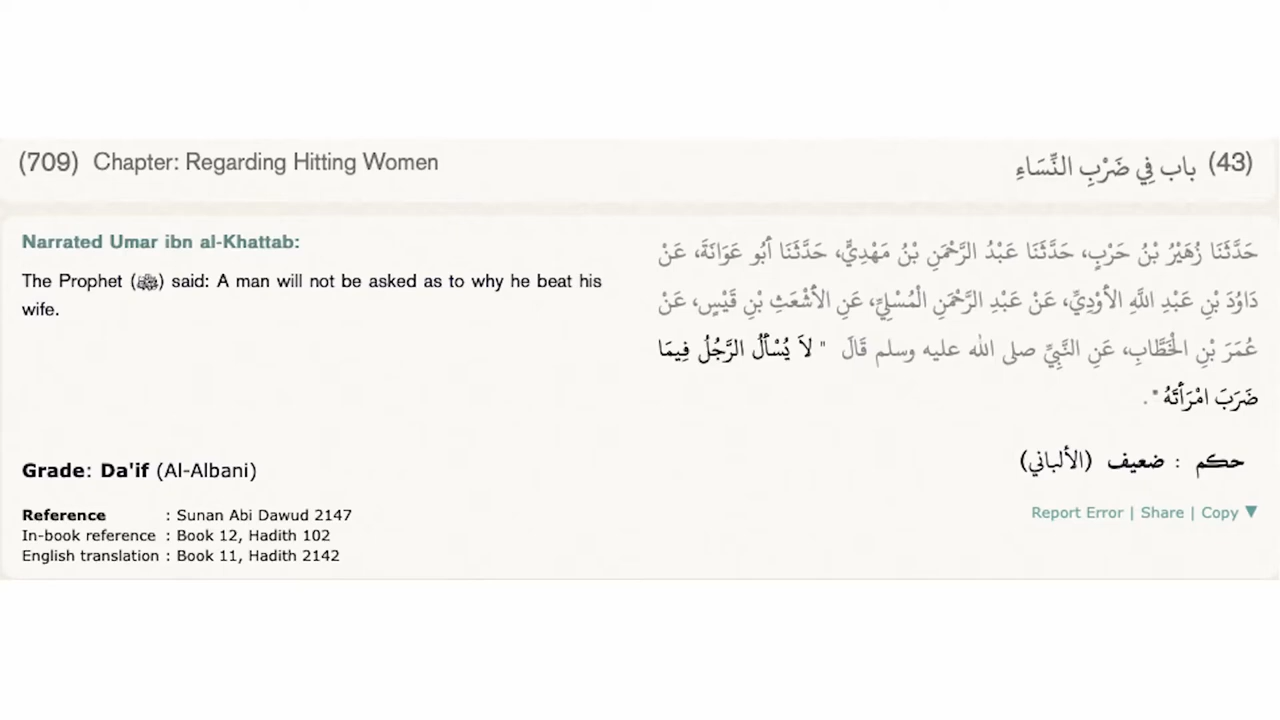 (709) Chapter: Regarding Hitting Women
(43) باب فِي ضَرْبِ النِّسَاءِ
Narrated Umar ibn al-Khattab:
The Prophet (ﷺ) said: A man will not be asked as to why he beat his
wife.
حَدَّثَنَا زُهَيْرُ بْنُ حَرْبٍ، حَدَّثَنَا عَبْدُ الرَّحْمَنِ بْنُ مَهْدِيٍّ، حَدَّثَنَا أَبُو عَوَانَةَ، عَنْ
دَاوُدَ بْنِ عَبْدِ اللَّهِ الأَوْدِيِّ، عَنْ عَبْدِ الرَّحْمَنِ الْمُسْلِيِّ، عَنِ الأَشْعَثِ بْنِ قَيْسٍ، عَنْ
عُمَرَ بْنِ الْخَطَّابِ، عَنِ النَّبِيِّ صلى الله عليه وسلم قَالَ ‏"‏ لاَ يُسْأَلُ الرَّجُلُ فِيمَا
ضَرَبَ امْرَأَتَهُ ‏"‏ ‏.‏
Grade: Da'if (Al-Albani)
حكم : ضعيف (الألباني)
Reference : Sunan Abi Dawud 2147
In-book reference : Book 12, Hadith 102
English translation : Book 11, Hadith 2142
Report Error | Share | Copy ▼